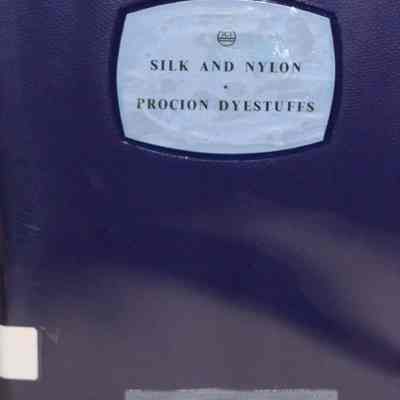 SILK AND NYLON
•
PROCION DYESTUFFS